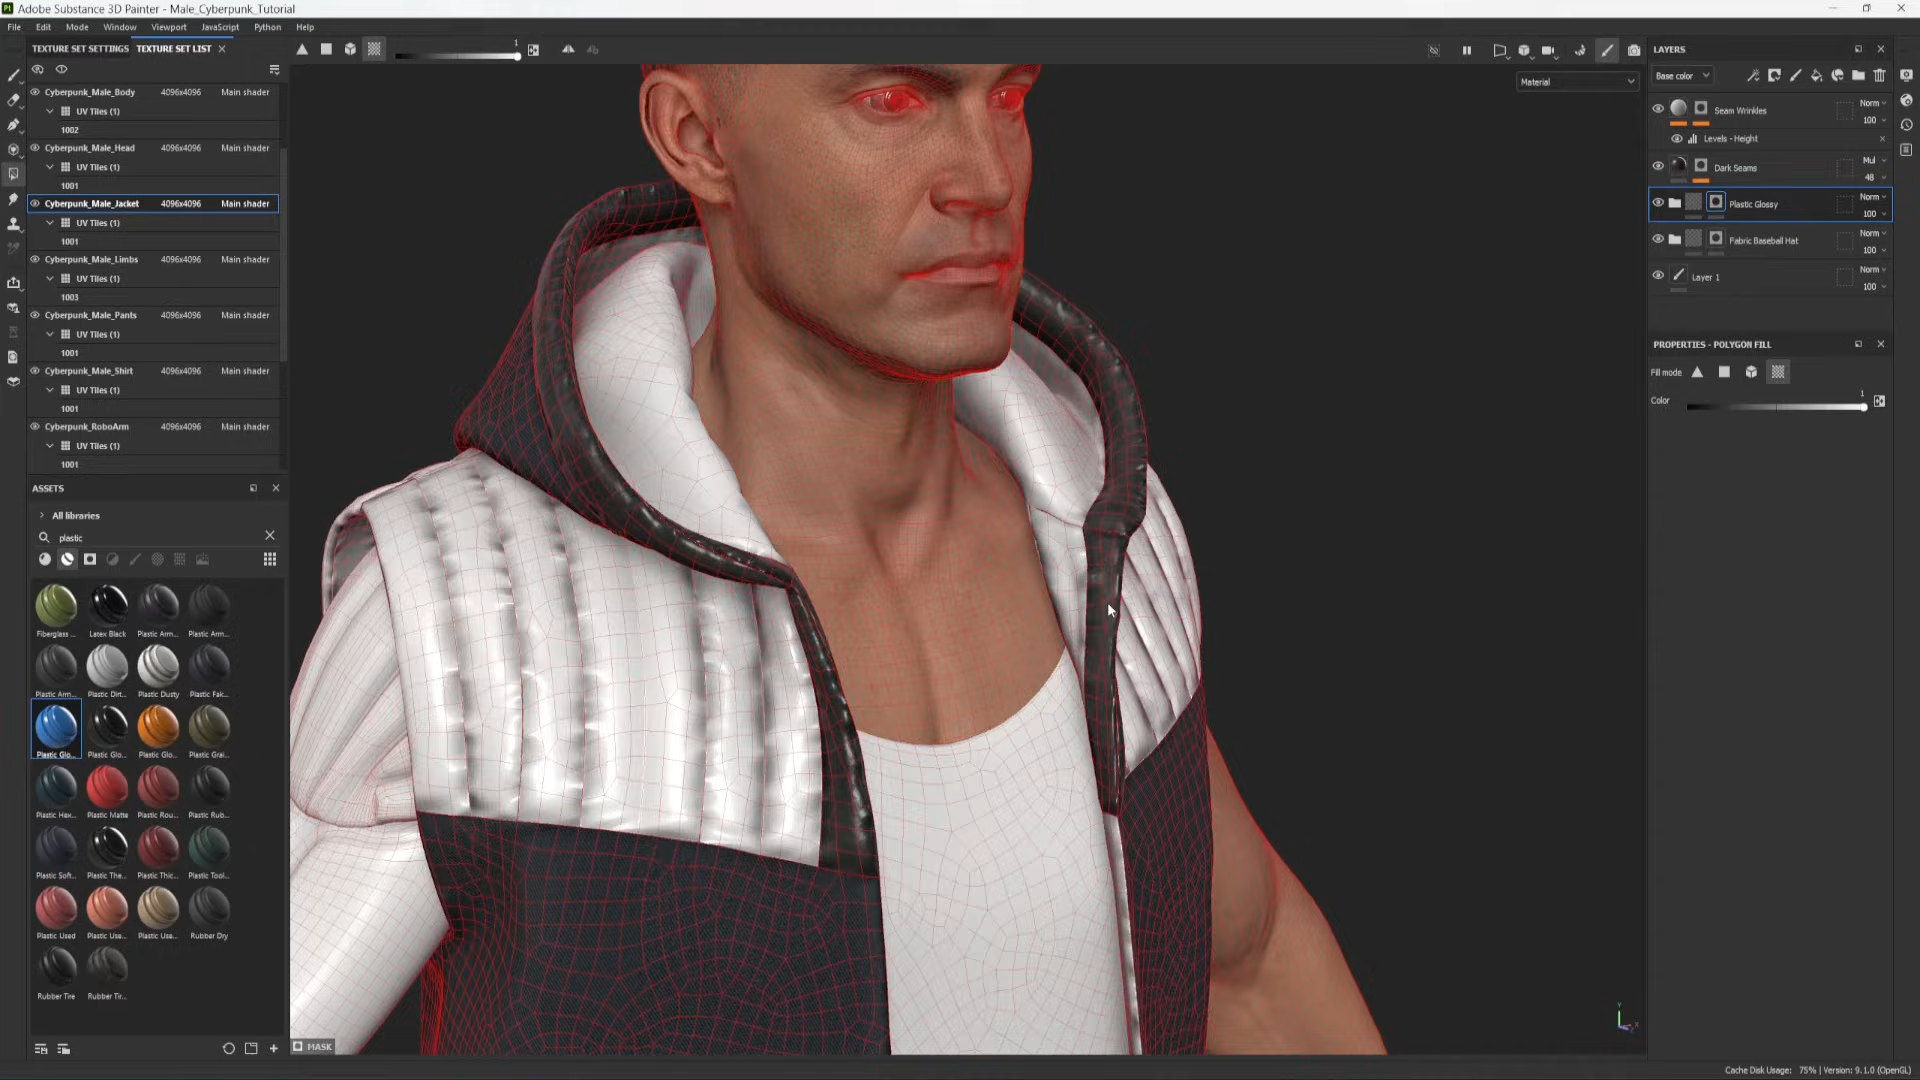 Pt Adobe Substance 3D Painter - Male_Cyberpunk_Tutorial
File Edit Mode Window Viewport JavaScript Python Help
TEXTURE SET SETTINGS TEXTURE SET LIST
1
Cyberpunk_Male_Body 4096x4096 Main shader
UV Tiles (1)
1002
Cyberpunk_Male_Head 4096x4096 Main shader
UV Tiles (1)
1001
Cyberpunk_Male_Jacket 4096x4096 Main shader
UV Tiles (1)
1001
Cyberpunk_Male_Limbs 4096x4096 Main shader
UV Tiles (1)
1003
Cyberpunk_Male_Pants 4096x4096 Main shader
UV Tiles (1)
1001
Cyberpunk_Male_Shirt 4096x4096 Main shader
UV Tiles (1)
1001
Cyberpunk_RoboArm 4096x4096 Main shader
UV Tiles (1)
1001
ASSETS
All libraries
plastic
Fiberglass ... Latex Black Plastic Arm... Plastic Arm...
Plastic Arm... Plastic Dirt... Plastic Dusty Plastic Fak...
Plastic Glo... Plastic Glo... Plastic Glo... Plastic Grai...
Plastic Hex... Plastic Matte Plastic Rou... Plastic Rub...
Plastic Soft... Plastic The... Plastic Thic... Plastic Tool...
Plastic Used Plastic Use... Plastic Use... Rubber Dry
Rubber Tire Rubber Tir...
MASK
Material
Y
LAYERS
Base color
Seam Wrinkles Norm
100
Levels - Height
Dark Seams Mul
48
Plastic Glossy Norm
100
Fabric Baseball Hat Norm
100
Layer 1 Norm
100
PROPERTIES - POLYGON FILL
Fill mode
Color 1
Cache Disk Usage: 75% | Version: 9.1.0 (OpenGL)